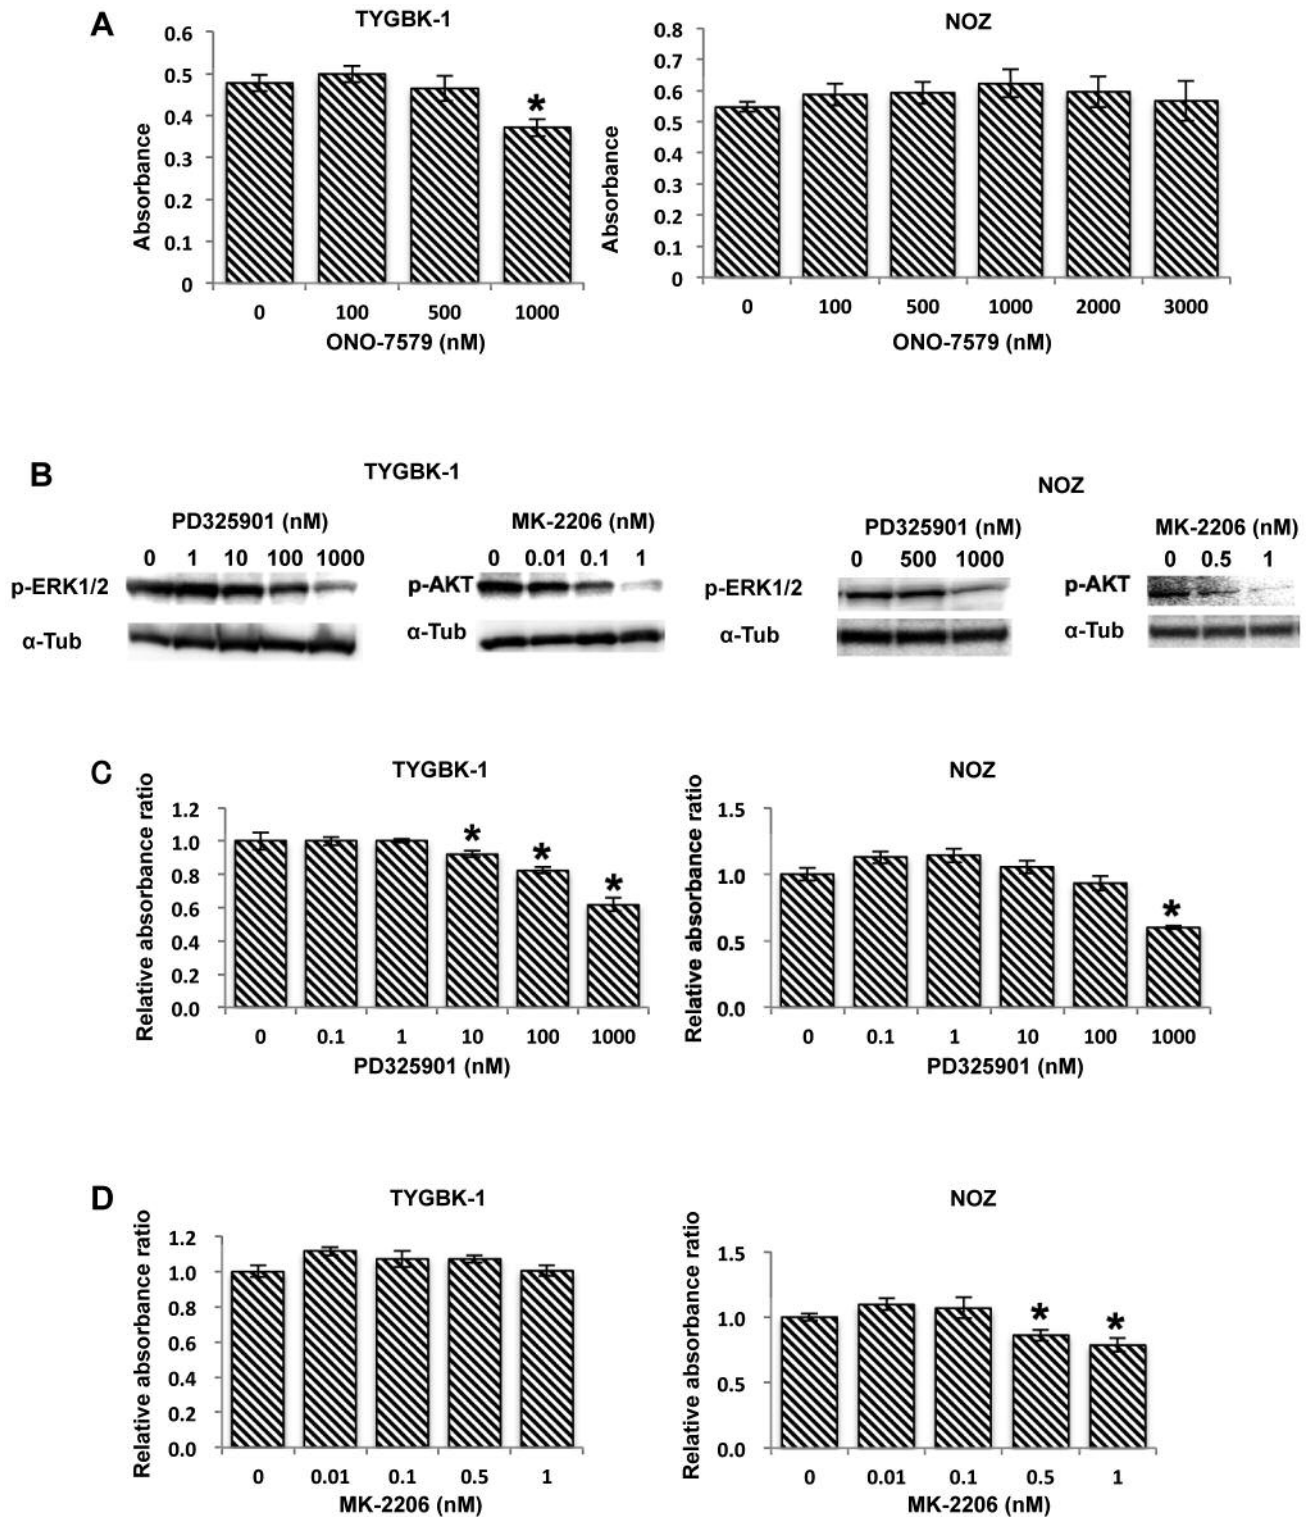 A
TYGBK-1
NOZ
Absorbance
0.6
0.5
0.4
0.3
0.2
0.1
0
*
0 100 500 1000
ONO-7579 (nM)
Absorbance
0.8
0.7
0.6
0.5
0.4
0.3
0.2
0.1
0
0 100 500 1000 2000 3000
ONO-7579 (nM)
B
TYGBK-1
PD325901 (nM)
0 1 10 100 1000
p-ERK1/2
α-Tub
MK-2206 (nM)
0 0.01 0.1 1
p-AKT
α-Tub
NOZ
PD325901 (nM)
0 500 1000
p-ERK1/2
α-Tub
MK-2206 (nM)
0 0.5 1
p-AKT
α-Tub
C
TYGBK-1
Relative absorbance ratio
1.2
1.0
0.8
0.6
0.4
0.2
0.0
* * *
0 0.1 1 10 100 1000
PD325901 (nM)
NOZ
Relative absorbance ratio
1.5
1.0
0.5
0.0
*
0 0.1 1 10 100 1000
PD325901 (nM)
D
TYGBK-1
Relative absorbance ratio
1.2
1.0
0.8
0.6
0.4
0.2
0.0
0 0.01 0.1 0.5 1
MK-2206 (nM)
NOZ
Relative absorbance ratio
1.5
1.0
0.5
0.0
* *
0 0.01 0.1 0.5 1
MK-2206 (nM)